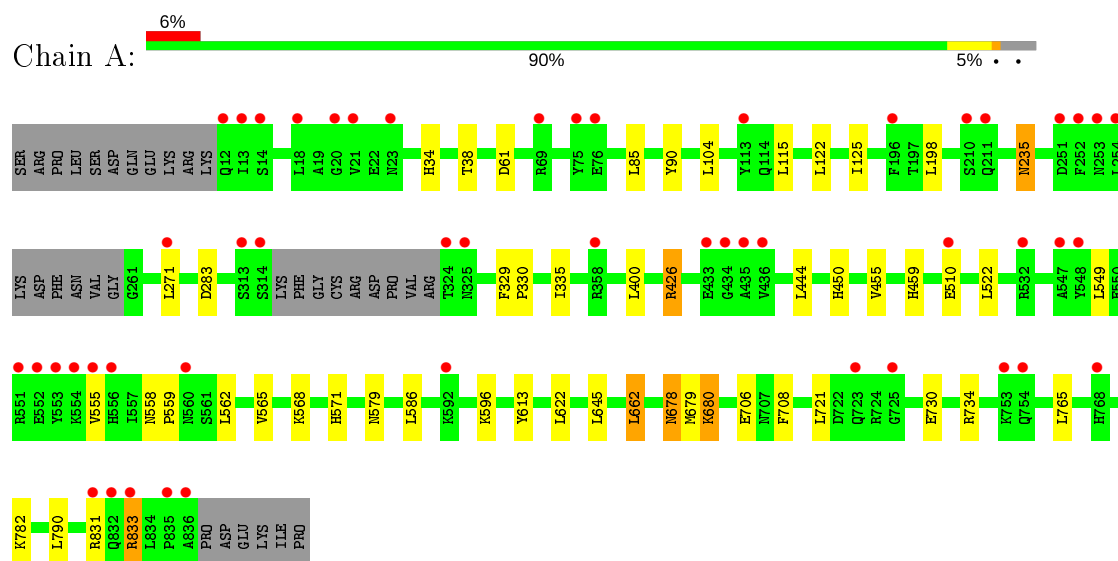 6%
Chain A:
90% 5% • •
SER ARG PRO LEU SER ASP GLN GLU LYS ARG LYS Q12 I13 S14 L18 A19 G20 V21 E22 N23 H34 T38 D61 R69 Y75 E76 L85 Y90 L104 Y113 Q114 L115 L122 I125 F196 T197 L198 S210 Q211 N235 D251 F252 N253 L254
LYS ASP PHE ASN VAL GLY G261 L271 D283 S313 S314 LYS PHE GLY CYS ARG ASP PRO VAL ARG T324 N325 F329 P330 I335 R358 L400 R426 E433 G434 A435 V436 L444 H450 V455 H459 E510 L522 R532 A547 Y548 L549 E550
R551 E552 Y553 K554 V555 H556 I557 N558 P559 N560 S561 L562 V565 K568 H571 N579 L586 K592 K596 Y613 L622 L645 L662 N678 M679 K680 E706 N707 F708 L721 D722 Q723 R724 G725 E730 R734 K753 Q754 L765 H768
K782 L790 R831 Q832 R833 L834 P835 A836 PRO ASP GLU LYS ILE PRO